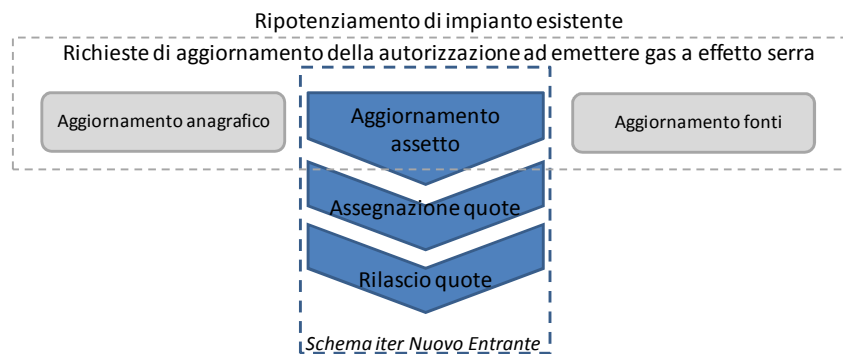 Ripotenziamento di impianto esistente
Richieste di aggiornamento della autorizzazione ad emettere gas a effetto serra
Aggiornamento anagrafico
Aggiornamento
assetto
Aggiornamento fonti
Assegnazione quote
Rilascio quote
Schema iter Nuovo Entrante